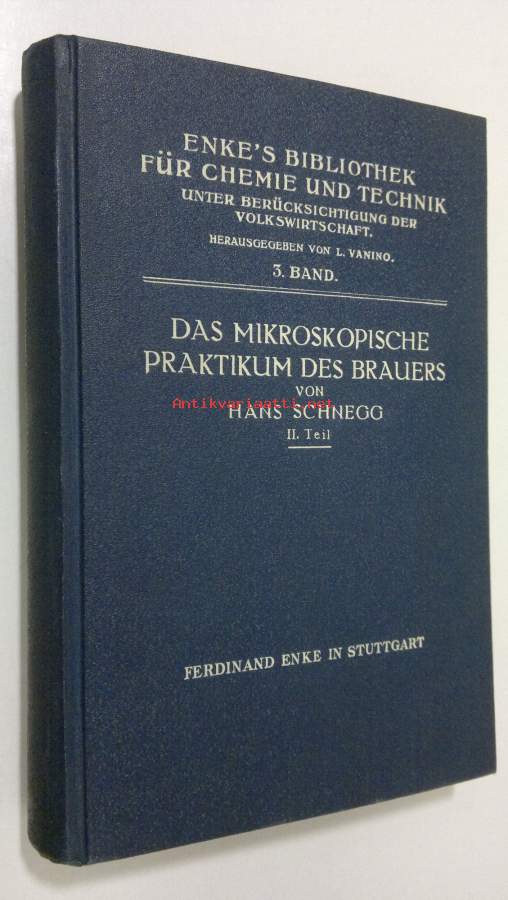 ENKE'S BIBLIOTHEK
FÜR CHEMIE UND TECHNIK
UNTER BERÜCKSICHTIGUNG DER
VOLKSWIRTSCHAFT.
HERAUSGEGEBEN VON L. VANINO.
3. BAND.
DAS MIKROSKOPISCHE
PRAKTIKUM DES BRAUERS
VON
Antikvariaatti.net
HANS SCHNEGG
II. Teil
FERDINAND ENKE IN STUTTGART